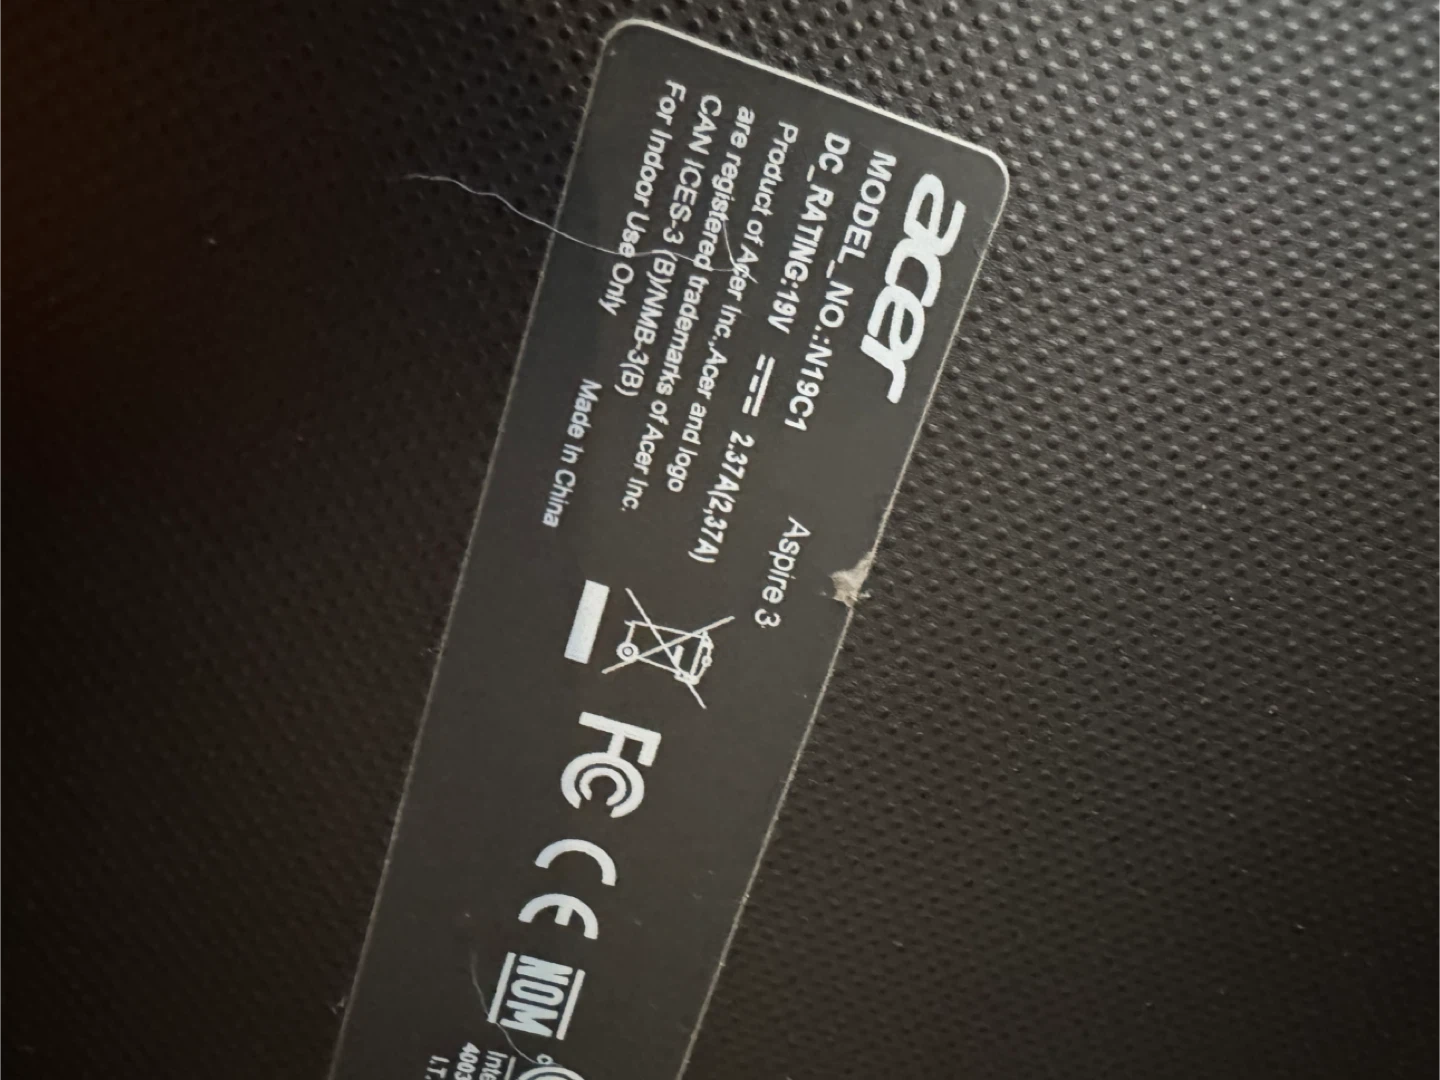 acer
MODEL_NO.:N19C1
Aspire 3
DC_RATING:19V ⎓ 2.37A(2,37A)
Product of Acer Inc.,Acer and logo
are registered trademarks of Acer Inc.
CAN ICES-3 (B)/NMB-3(B)
For Indoor Use Only
Made In China
FC CE NOM
4003
I.T.